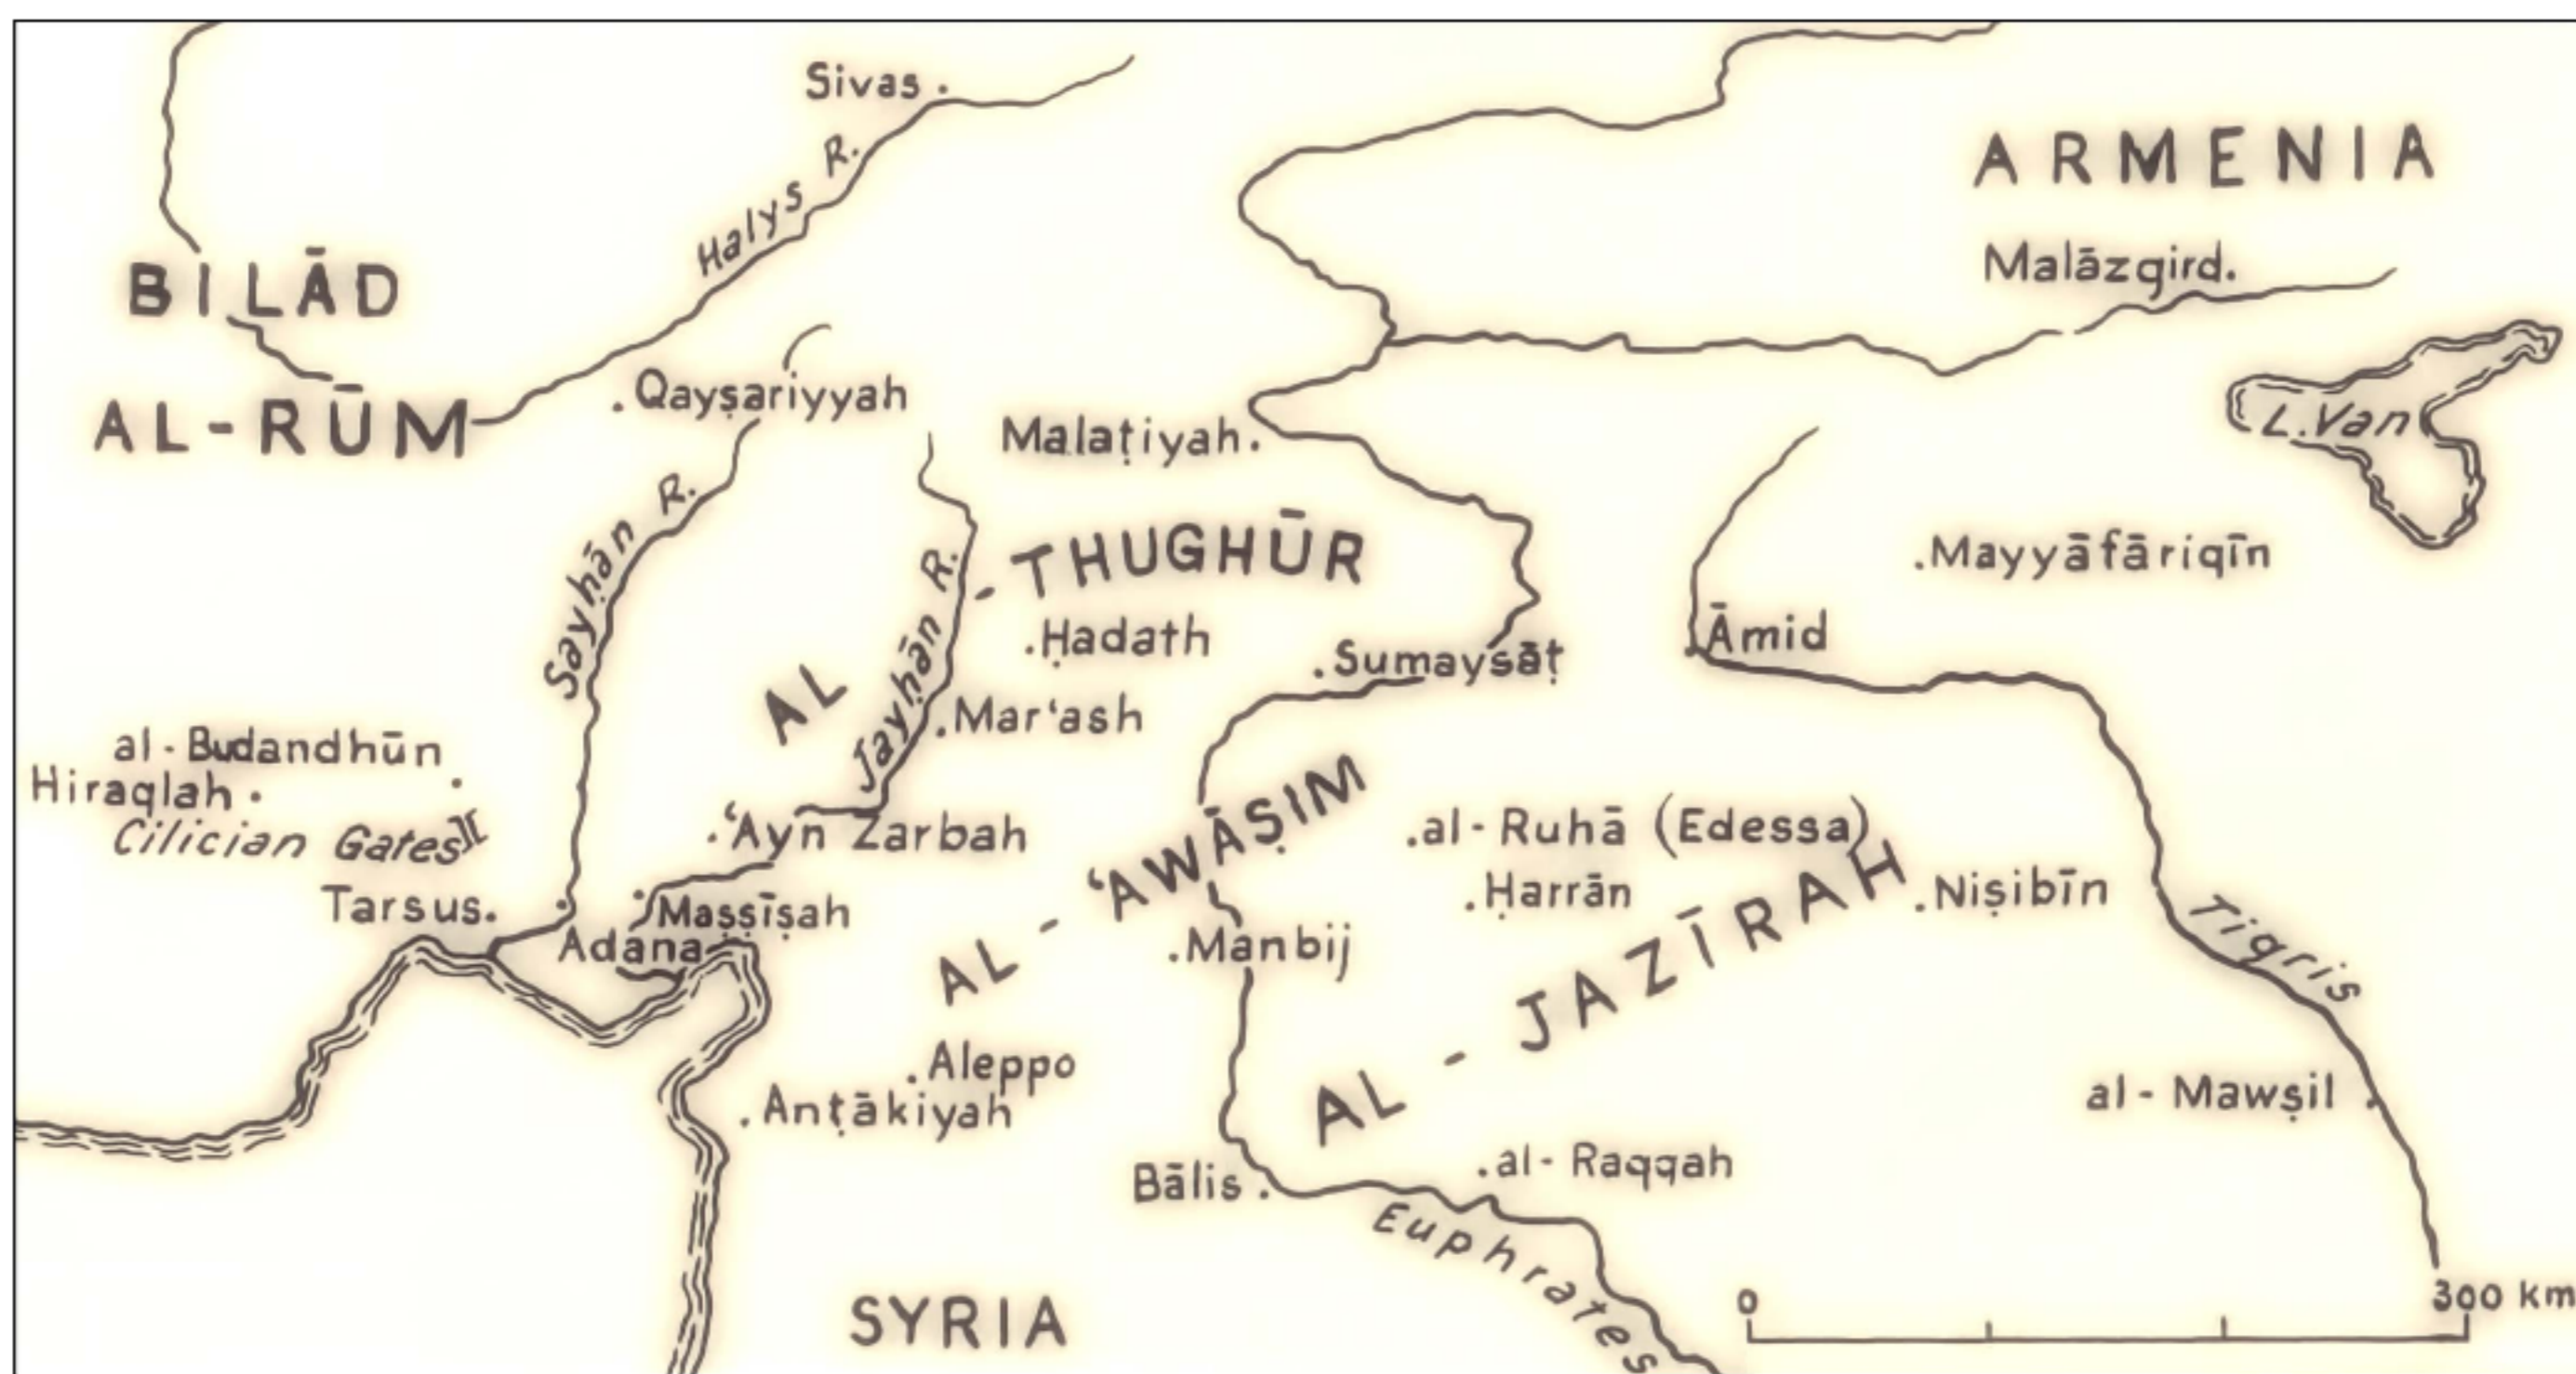 Sivas
Halys R.
ARMENIA
Malāzgird
BILĀD
AL-RŪM
Qayṣariyyah
Malaṭiyah
L. Van
Sayḥān R.
Jayḥān R.
AL - THUGHŪR
Mayyāfāriqīn
Ḥadath
Sumaysāṭ
Āmid
Mar‘ash
al-Budandhūn
Hiraqlah
Cilician Gates
‘Ayn Zarbah
al-Ruhā (Edessa)
Tarsus
Maṣṣīṣah
Adana
AL-‘AWĀṢIM
Ḥarrān
Niṣibīn
Manbij
Tigris
AL-JAZĪRAH
Aleppo
Anṭākiyah
al-Mawṣil
Bālis
al-Raqqah
Euphrates
SYRIA
0
300 km